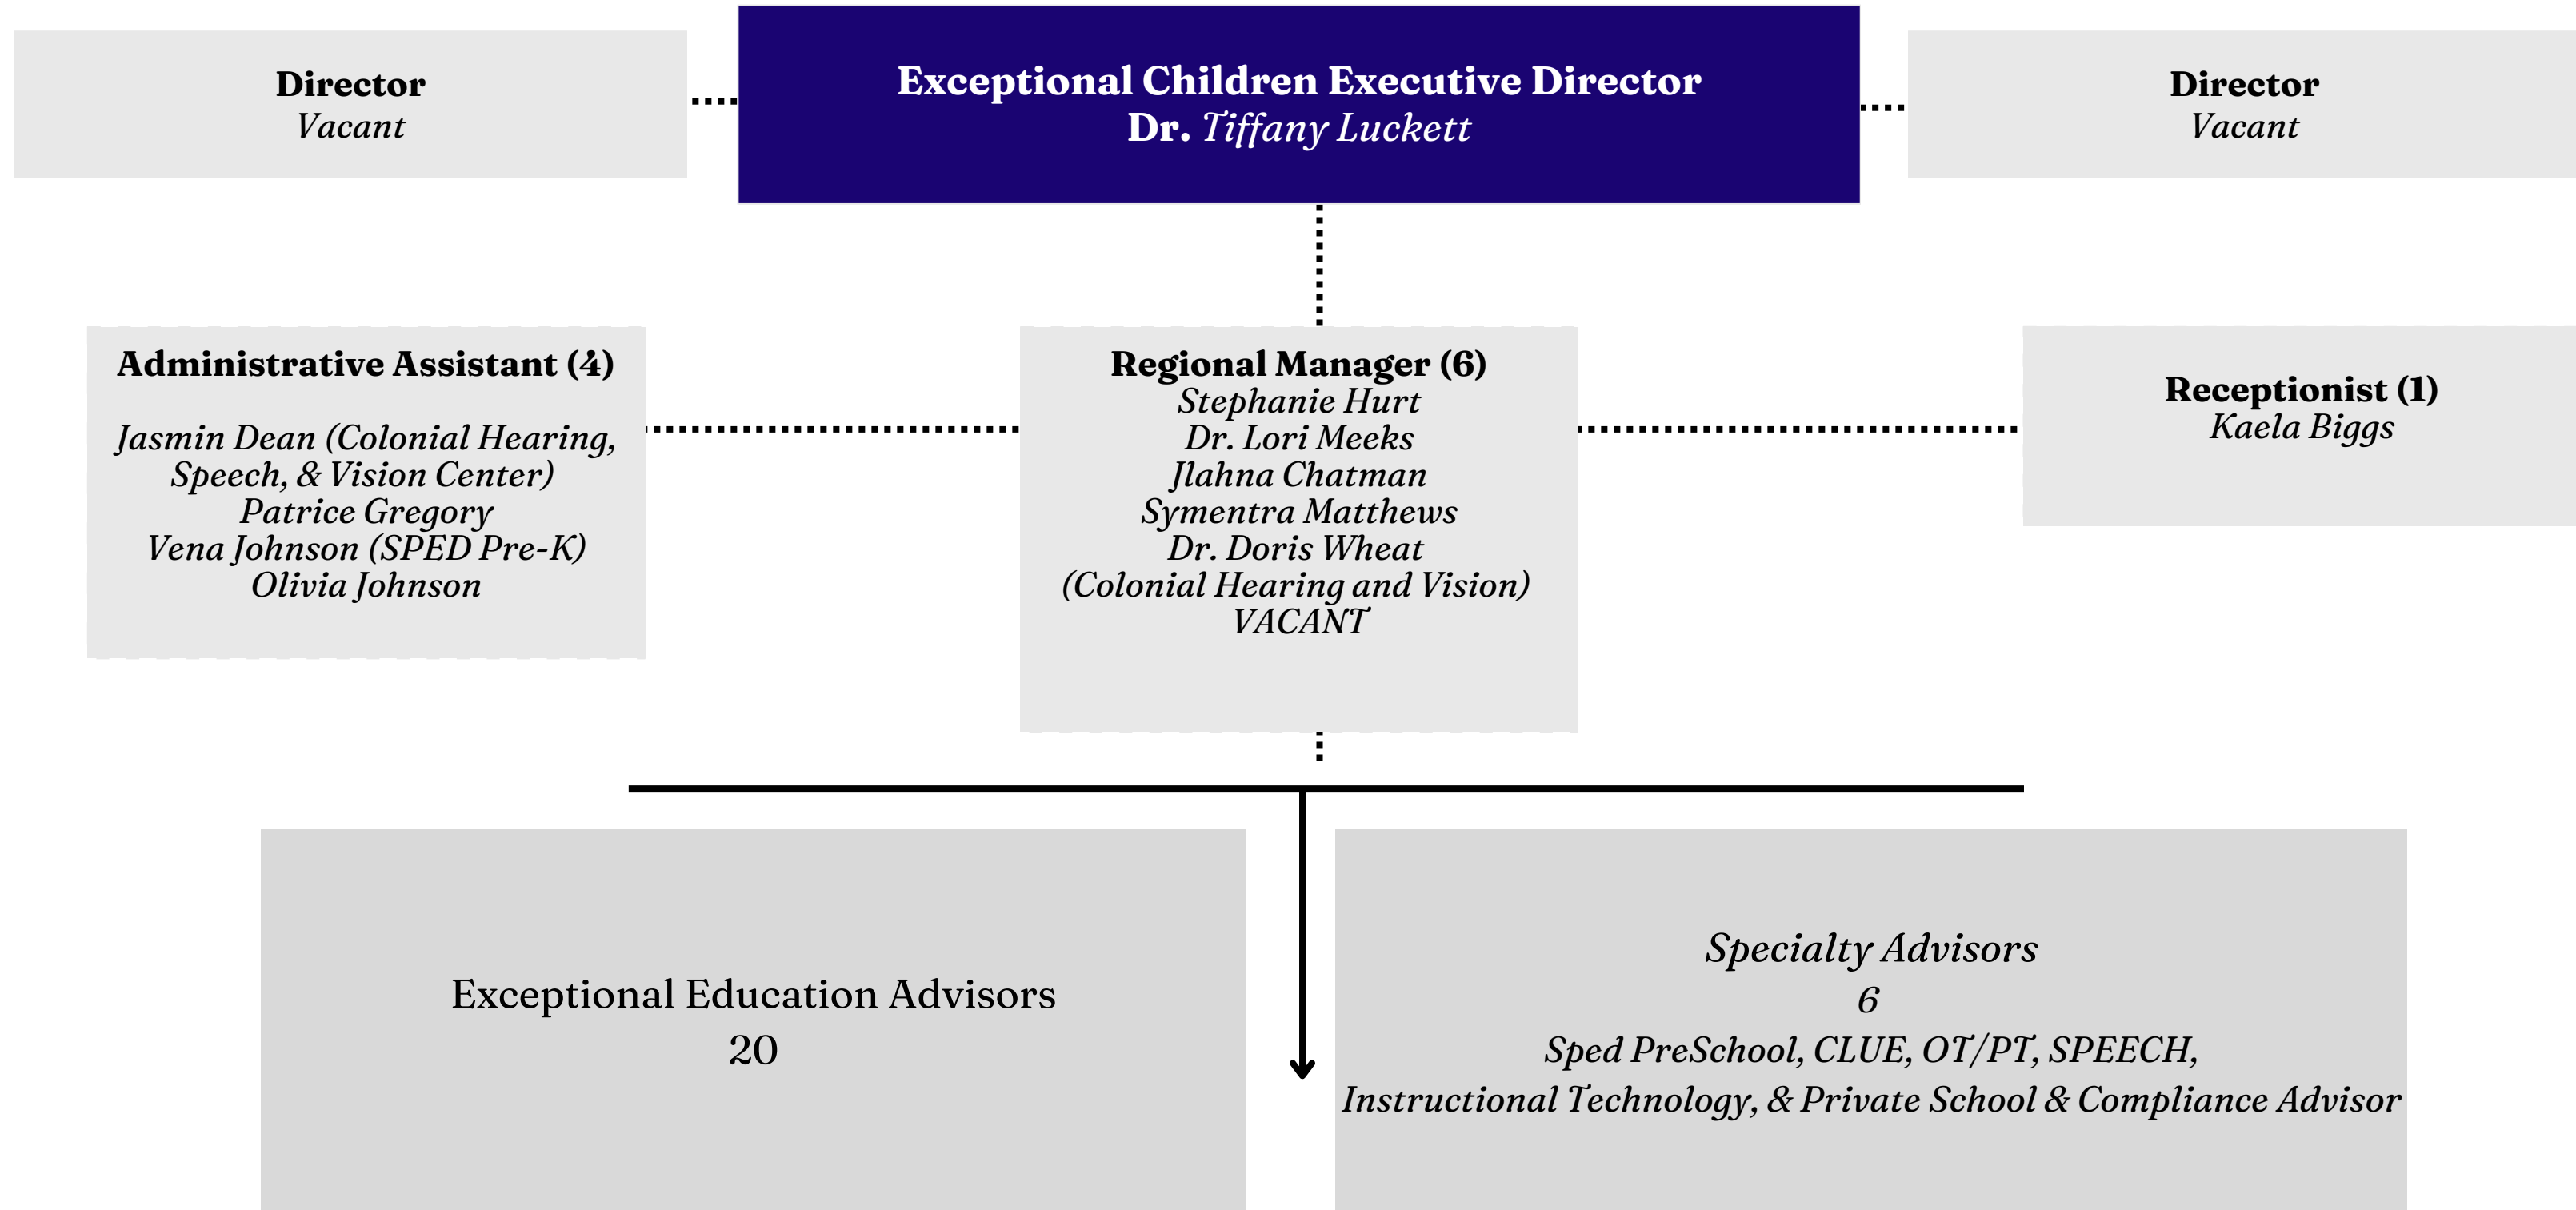 Director
Vacant
Exceptional Children Executive Director
Dr. Tiffany Luckett
Director
Vacant
Administrative Assistant (4)
Jasmin Dean (Colonial Hearing,
Speech, & Vision Center)
Patrice Gregory
Vena Johnson (SPED Pre-K)
Olivia Johnson
Regional Manager (6)
Stephanie Hurt
Dr. Lori Meeks
Jlahna Chatman
Symentra Matthews
Dr. Doris Wheat
(Colonial Hearing and Vision)
VACANT
Receptionist (1)
Kaela Biggs
Exceptional Education Advisors
20
Specialty Advisors
6
Sped PreSchool, CLUE, OT/PT, SPEECH,
Instructional Technology, & Private School & Compliance Advisor